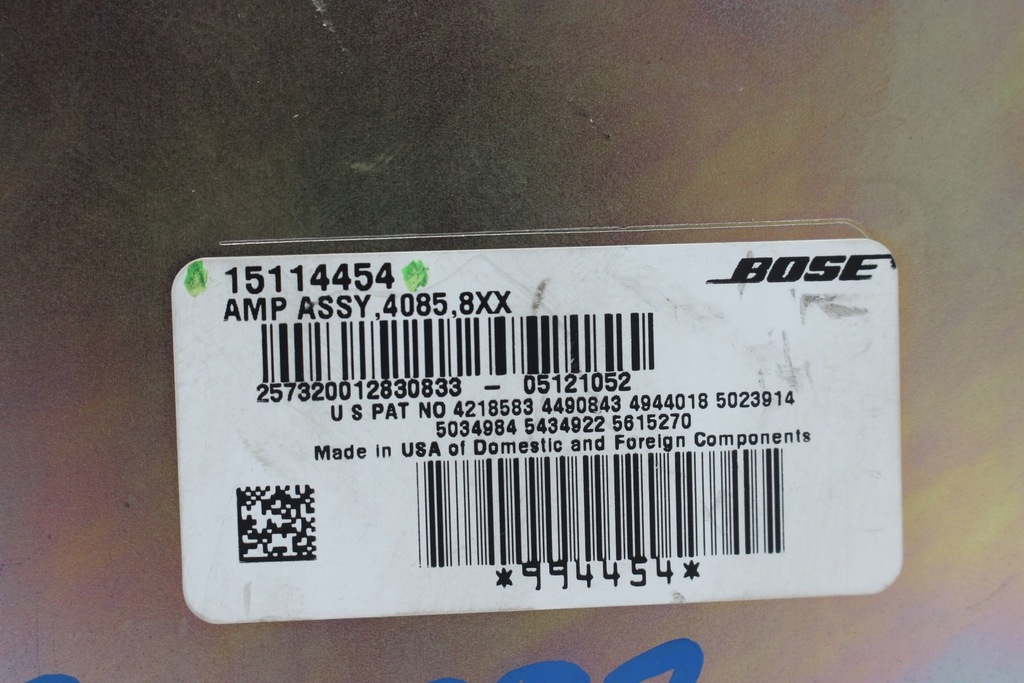 15114454
BOSE
AMP ASSY,4085,8XX
257320012830833 – 05121052
U S PAT NO 4218583 4490843 4944018 5023914
5034984 5434922 5615270
Made in USA of Domestic and Foreign Components
*994454*